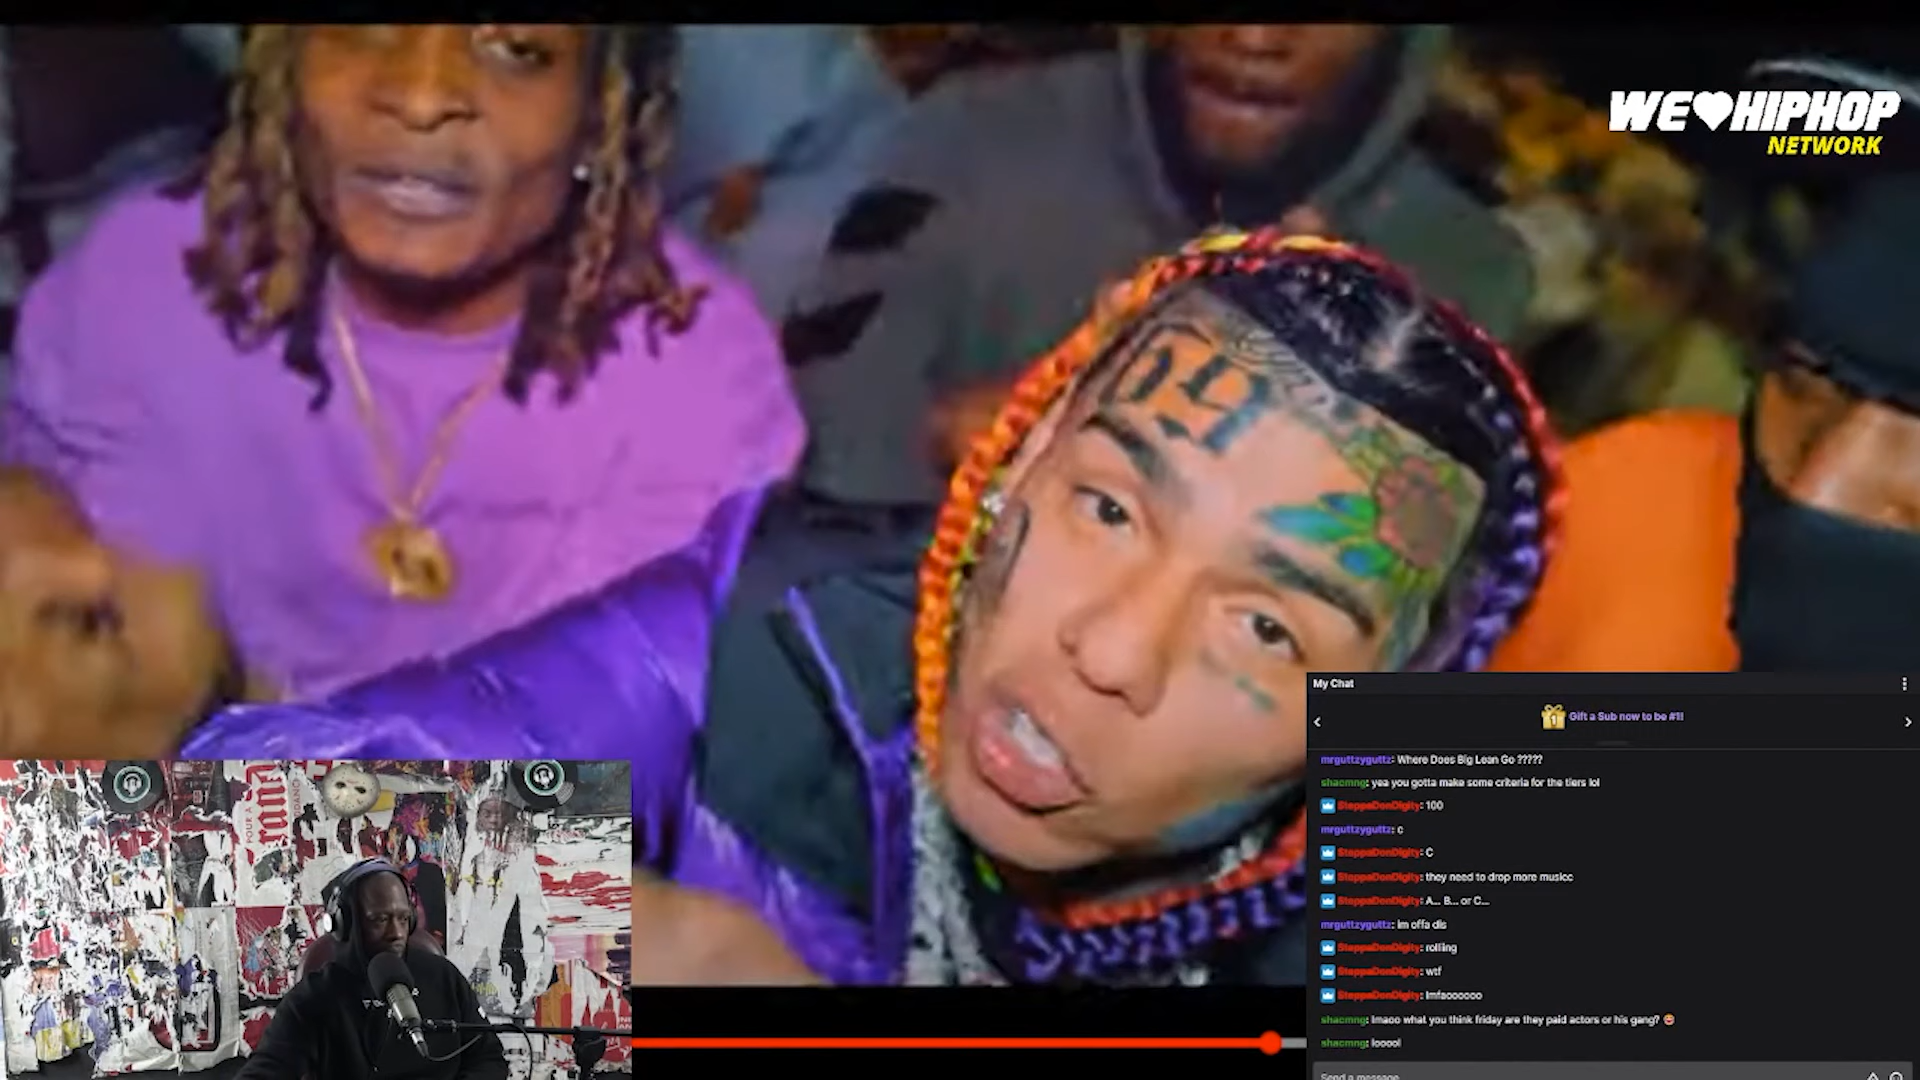 WE HIPHOP
NETWORK
69
My Chat
Gift a Sub now to be #1!
mrguttzyguttz: Where Does Big Lean Go ?????
shacmng: yea you gotta make some criteria for the tiers lol
SteppaDonDigity: 100
mrguttzyguttz: c
SteppaDonDigity: C
SteppaDonDigity: they need to drop more musicc
SteppaDonDigity: A... B... or C...
mrguttzyguttz: im offa dis
SteppaDonDigity: rolling
SteppaDonDigity: wtf
SteppaDonDigity: lmfaoooooo
shacmng: lmaoo what you think friday are they paid actors or his gang?
shacmng: looool
Send a message